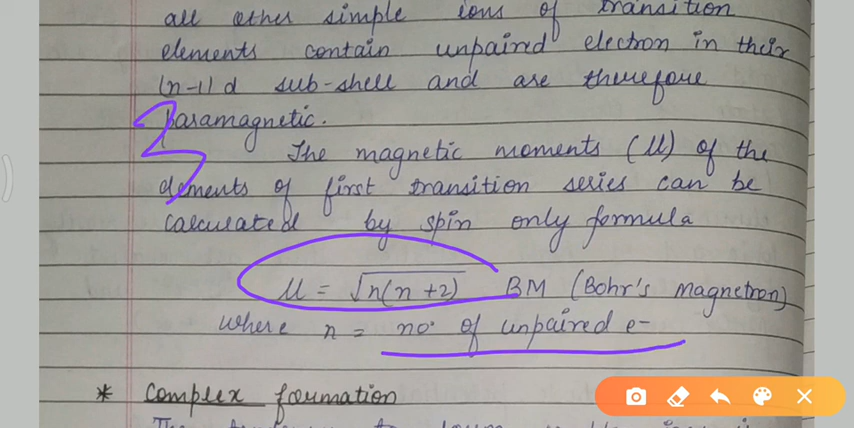 all other simple ions of transition
elements contain unpaired electron in their
(n-1) d sub-shell and are therefore
paramagnetic.
The magnetic moments (μ) of the
elements of first transition series can be
calculated by spin only formula
μ = √n(n+2) BM (Bohr's magnetron)
where n = no. of unpaired e-
* Complex formation